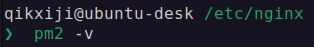 qikxiji@ubuntu-desk /etc/nginx
❯ pm2 -v